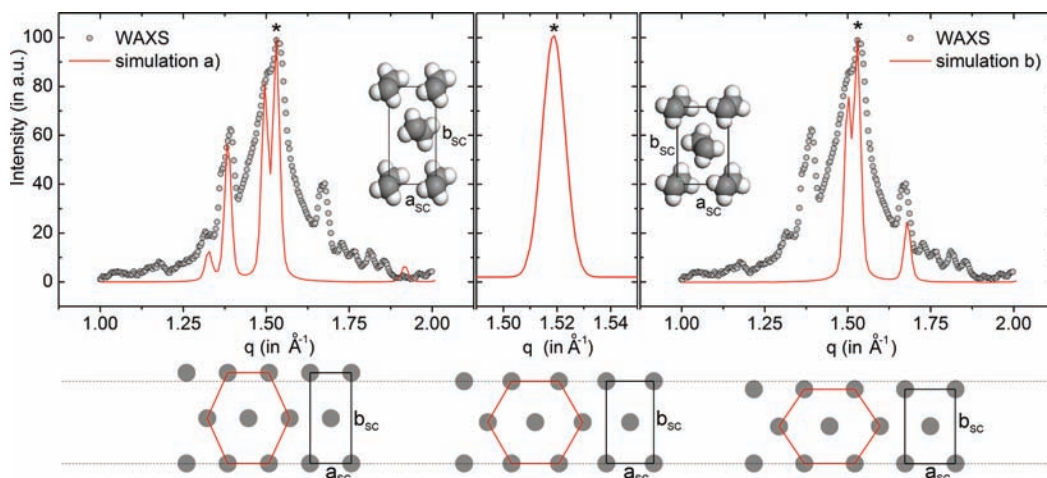 Intensity (in a.u.)
100
80
60
40
20
0
WAXS
simulation a)
*
b_sc
a_sc
1.00 1.25 1.50 1.75 2.00
q (in Å⁻¹)
*
1.50 1.52 1.54
q (in Å⁻¹)
*
WAXS
simulation b)
b_sc
a_sc
1.00 1.25 1.50 1.75 2.00
q (in Å⁻¹)
b_sc
a_sc
b_sc
a_sc
b_sc
a_sc